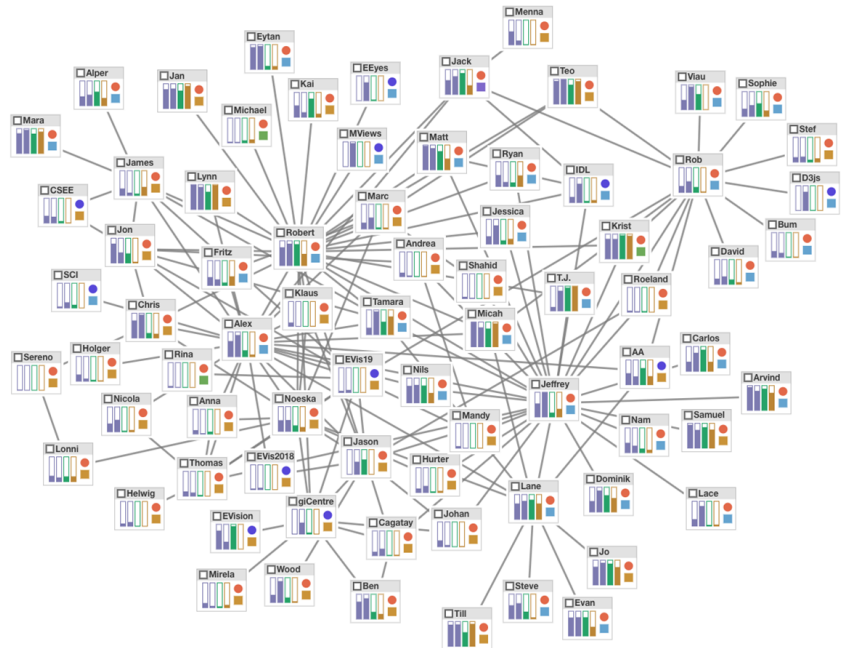 Menna
Eytan
Jack
EEyes
Teo
Alper
Jan
Viau
Sophie
Kai
Michael
Mara
Stef
MViews
Matt
Ryan
Rob
James
IDL
Lynn
D3js
CSEE
Marc
Jessica
Bum
Jon
Robert
Krist
Andrea
Fritz
David
Shahid
SCI
T.J.
Roeland
Klaus
Tamara
Chris
Micah
Alex
Carlos
Holger
AA
Rina
Sereno
EVis19
Nils
Arvind
Jeffrey
Nicola
Anna
Noeska
Mandy
Nam
Samuel
Jason
Lonni
Thomas
EVis2018
Hurter
Dominik
Lane
Helwig
Lace
giCentre
EVision
Cagatay
Johan
Jo
Mirela
Wood
Ben
Steve
Evan
Till